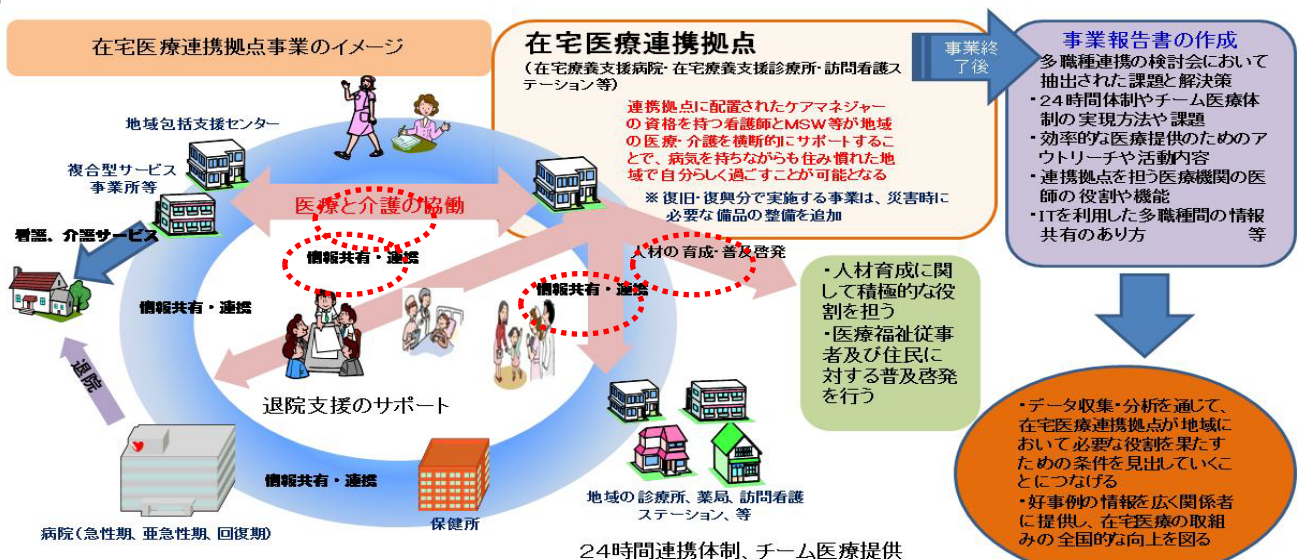 在宅医療連携拠点事業のイメージ
在宅医療連携拠点
（在宅療養支援病院・在宅療養支援診療所・訪問看護ス
テーション等）
連携拠点に配置されたケアマネジャー
の資格を持つ看護師とMSW等が地域
の医療・介護を横断的にサポートするこ
とで、病気を持ちながらも住み慣れた地
域で自分らしく過ごすことが可能となる
※復旧・復興分で実施する事業は、災害時に
必要な備品の整備を追加
事業終
了後
事業報告書の作成
多職種連携の検討会において
抽出された課題と解決策
・24時間体制やチーム医療体
制の実現方法や課題
・効率的な医療提供のためのア
ウトリーチや活動内容
・連携拠点を担う医療機関の医
師の役割や機能
・ITを利用した多職種間の情報
共有のあり方 等
地域包括支援センター
複合型サービス
事業所等
医療と介護の協働
看護、介護サービス
情報共有・連携
人材の育成・普及啓発
情報共有・連携
情報共有・連携
・人材育成に関
して積極的な役
割を担う
・医療福祉従事
者及び住民に
対する普及啓発
を行う
退院
退院支援のサポート
情報共有・連携
病院（急性期、亜急性期、回復期）
保健所
地域の診療所、薬局、訪問看護
ステーション、等
24時間連携体制、チーム医療提供
・データ収集・分析を通じて、
在宅医療連携拠点が地域に
おいて必要な役割を果たす
ための条件を見出していくこ
とにつなげる
・好事例の情報を広く関係者
に提供し、在宅医療の取組
みの全国的な向上を図る